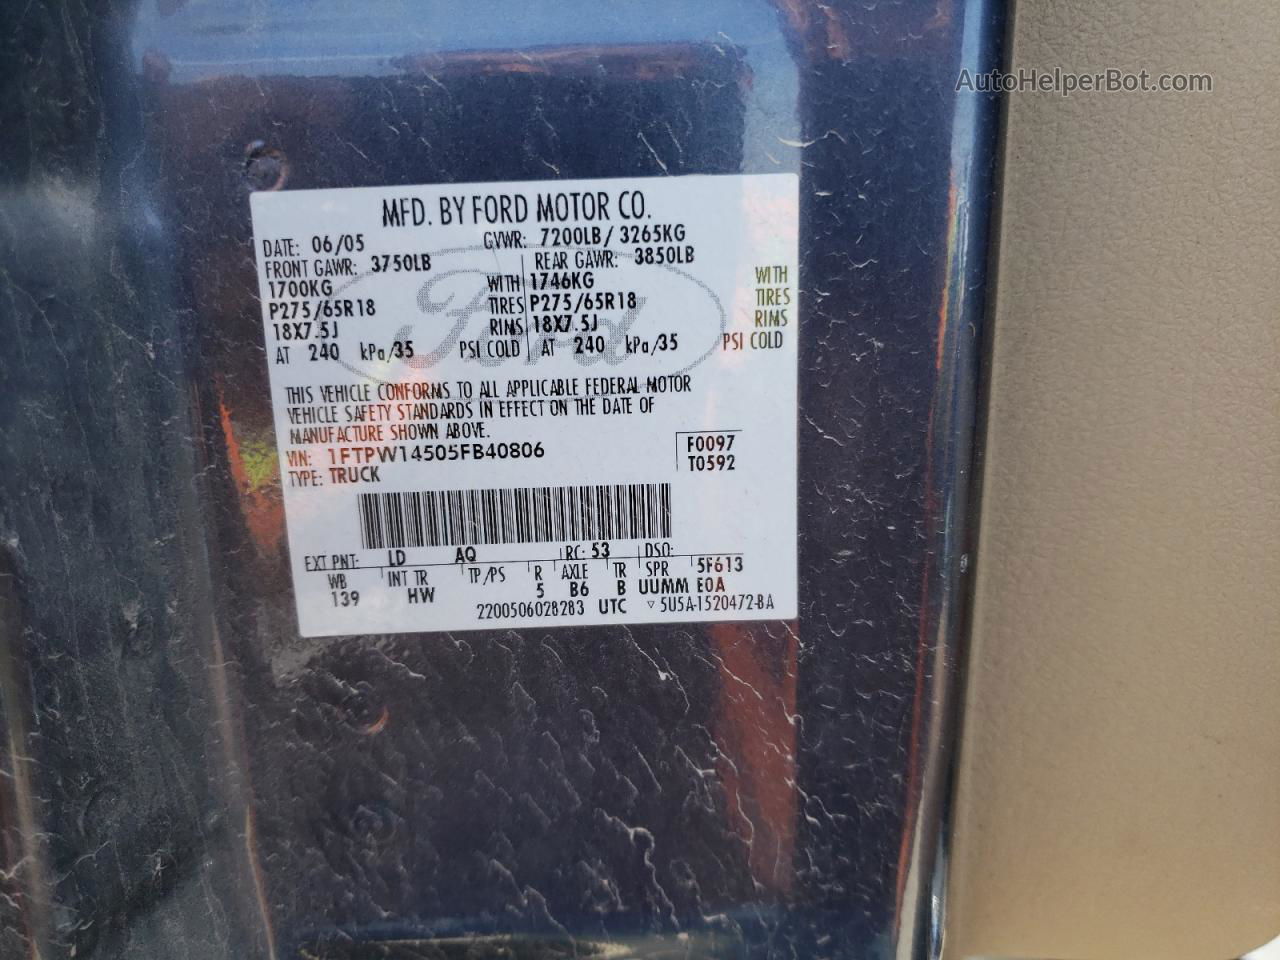 AutoHelperBot.com
MFD. BY FORD MOTOR CO.
DATE: 06/05 GVWR: 7200LB/ 3265KG
FRONT GAWR: 3750LB REAR GAWR: 3850LB
1700KG WITH 1746KG WITH
P275/65R18 TIRES P275/65R18 TIRES
18X7.5J RIMS 18X7.5J RIMS
AT 240 kPa/35 PSI COLD AT 240 kPa/35 PSI COLD
Ford
THIS VEHICLE CONFORMS TO ALL APPLICABLE FEDERAL MOTOR
VEHICLE SAFETY STANDARDS IN EFFECT ON THE DATE OF
MANUFACTURE SHOWN ABOVE.
VIN: 1FTPW14505FB40806 F0097
TYPE: TRUCK T0592
EXT PNT: LD AQ RC: 53 DSO:
WB INT TR TP/PS R AXLE TR SPR 5F613
139 HW 5 B6 B UUMM E0A
2200506028283 UTC ▽ 5U5A-1520472-BA